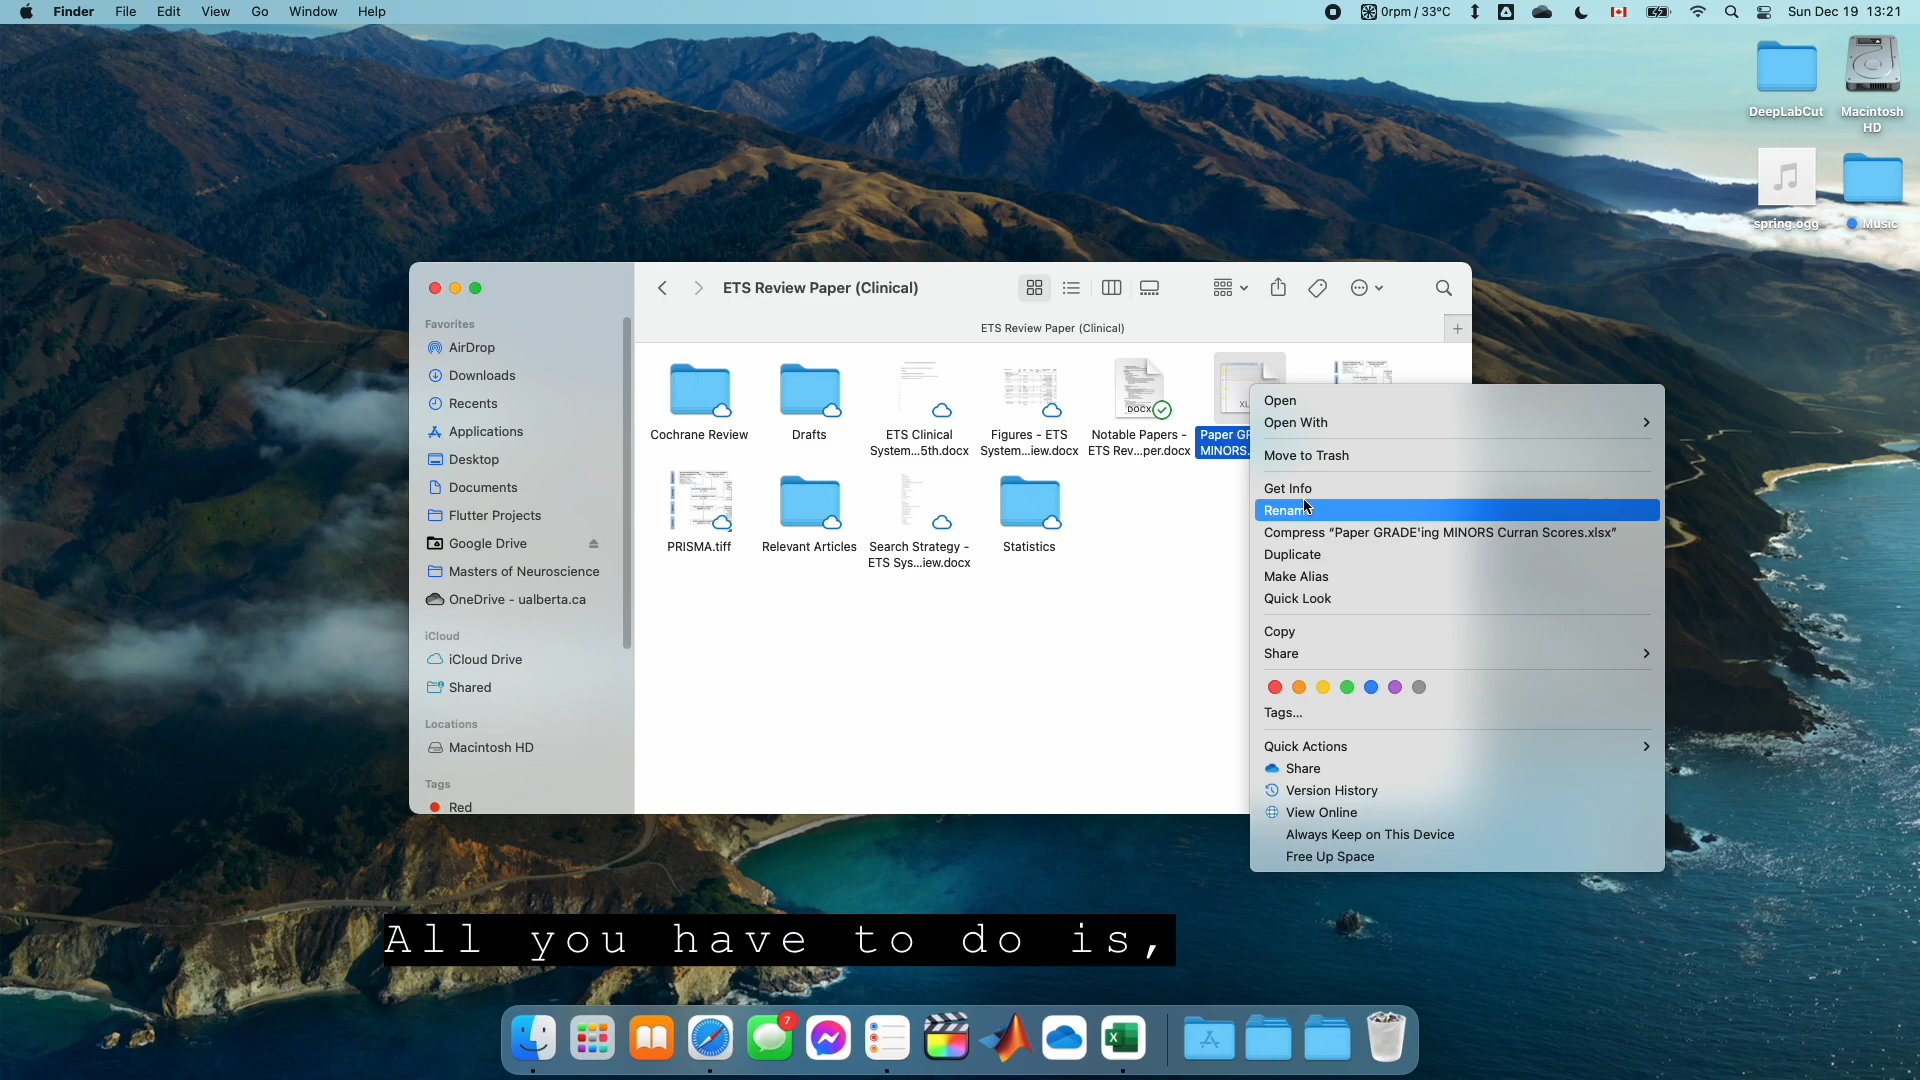 Finder File Edit View Go Window Help
0rpm / 33°C
Sun Dec 19 13:21
DeepLabCut
Macintosh
HD
spring.ogg
Music
ETS Review Paper (Clinical)
ETS Review Paper (Clinical)
Favorites
AirDrop
Downloads
Recents
Applications
Desktop
Documents
Flutter Projects
Google Drive
Masters of Neuroscience
OneDrive - ualberta.ca
iCloud
iCloud Drive
Shared
Locations
Macintosh HD
Tags
Red
Cochrane Review
Drafts
ETS Clinical
System...5th.docx
Figures - ETS
System...iew.docx
DOCX
Notable Papers -
ETS Rev...per.docx
XL
Paper GR
MINORS.
PRISMA.tiff
Relevant Articles
Search Strategy -
ETS Sys...iew.docx
Statistics
Open
Open With
Move to Trash
Get Info
Rename
Compress “Paper GRADE'ing MINORS Curran Scores.xlsx”
Duplicate
Make Alias
Quick Look
Copy
Share
Tags...
Quick Actions
Share
Version History
View Online
Always Keep on This Device
Free Up Space
All you have to do is,
7